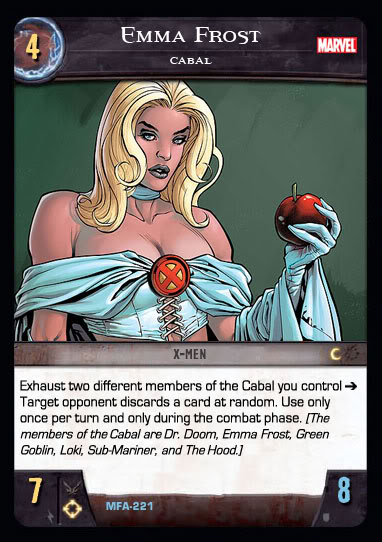 4
EMMA FROST
MARVEL
CABAL
X-MEN
C
Exhaust two different members of the Cabal you control ➔
Target opponent discards a card at random. Use only
once per turn and only during the combat phase. [The
members of the Cabal are Dr. Doom, Emma Frost, Green
Goblin, Loki, Sub-Mariner, and The Hood.]
7
MFA-221
8